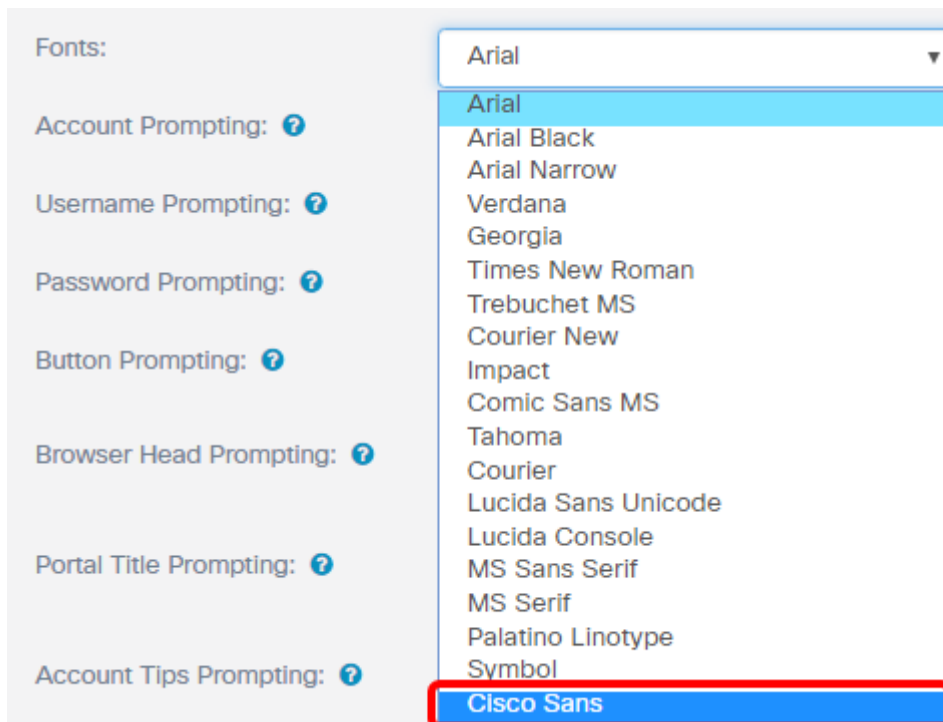 Fonts:
Arial
Arial
Account Prompting:
Arial Black
Arial Narrow
Username Prompting:
Verdana
Georgia
Password Prompting:
Times New Roman
Trebuchet MS
Courier New
Button Prompting:
Impact
Comic Sans MS
Tahoma
Browser Head Prompting:
Courier
Lucida Sans Unicode
Lucida Console
Portal Title Prompting:
MS Sans Serif
MS Serif
Palatino Linotype
Account Tips Prompting:
Symbol
Cisco Sans